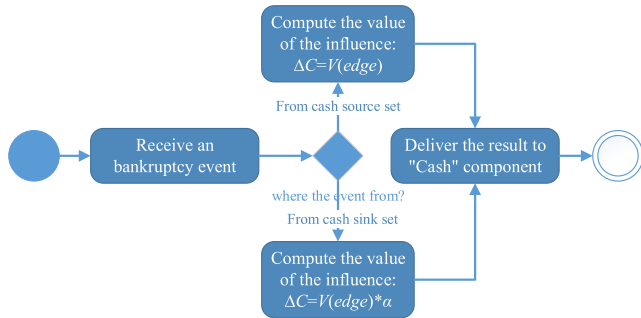 Compute the value
of the influence:
ΔC=V(edge)
From cash source set
Receive an
bankruptcy event
Deliver the result to
"Cash" component
where the event from?
From cash sink set
Compute the value
of the influence:
ΔC=V(edge)*α